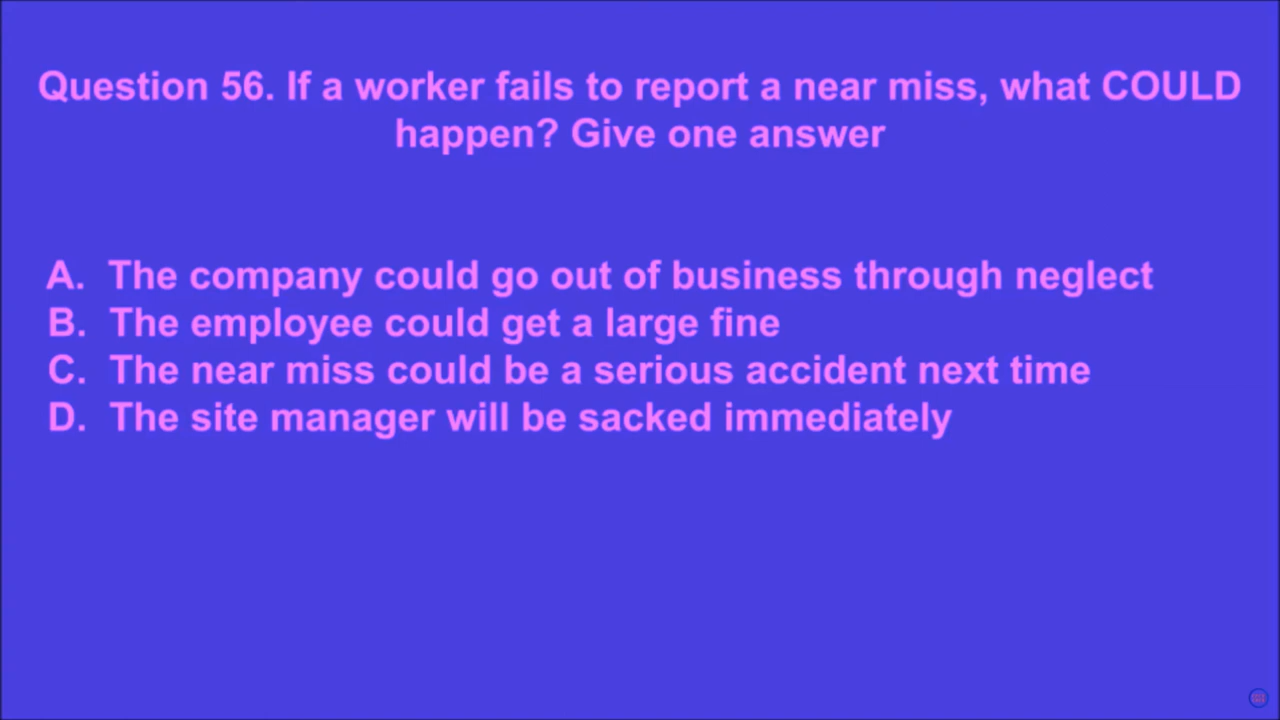 Question 56. If a worker fails to report a near miss, what COULD
happen? Give one answer
A. The company could go out of business through neglect
B. The employee could get a large fine
C. The near miss could be a serious accident next time
D. The site manager will be sacked immediately